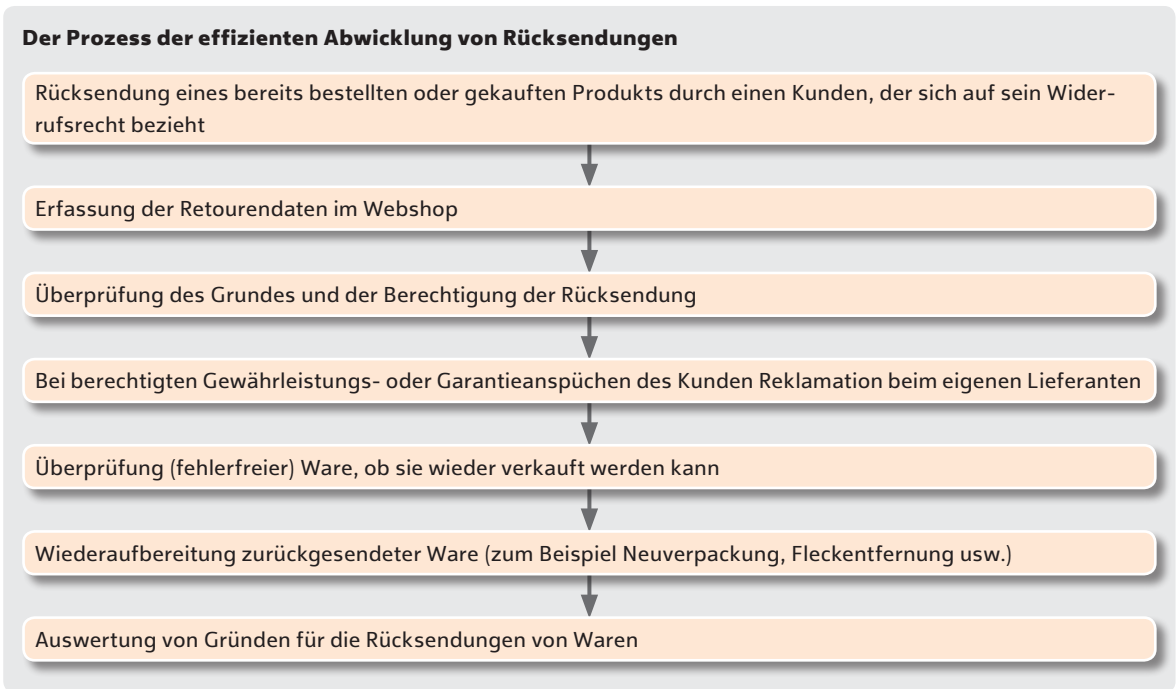 Der Prozess der effizienten Abwicklung von Rücksendungen
Rücksendung eines bereits bestellten oder gekauften Produkts durch einen Kunden, der sich auf sein Wider-
rufsrecht bezieht
Erfassung der Retourendaten im Webshop
Überprüfung des Grundes und der Berechtigung der Rücksendung
Bei berechtigten Gewährleistungs- oder Garantieanspüchen des Kunden Reklamation beim eigenen Lieferanten
Überprüfung (fehlerfreier) Ware, ob sie wieder verkauft werden kann
Wiederaufbereitung zurückgesendeter Ware (zum Beispiel Neuverpackung, Fleckentfernung usw.)
Auswertung von Gründen für die Rücksendungen von Waren